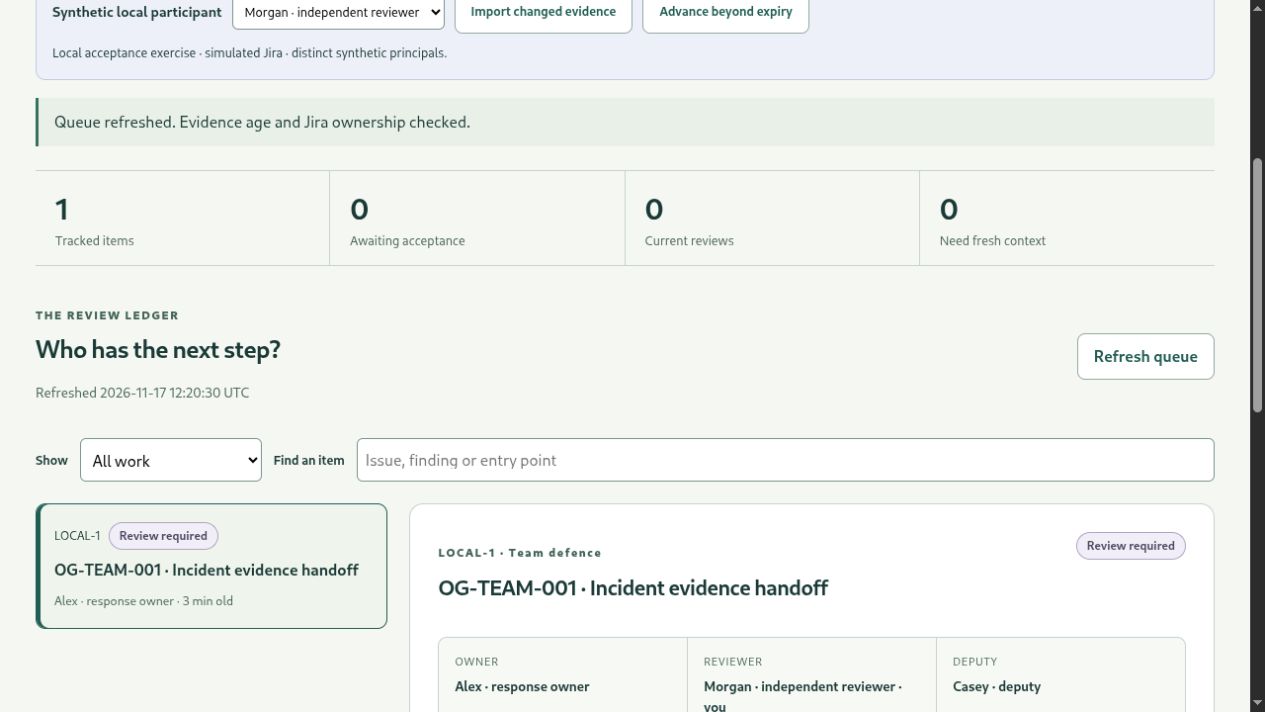 Synthetic local participant
Morgan · independent reviewer
Import changed evidence
Advance beyond expiry
Local acceptance exercise · simulated Jira · distinct synthetic principals.
Queue refreshed. Evidence age and Jira ownership checked.
1
Tracked items
0
Awaiting acceptance
0
Current reviews
0
Need fresh context
THE REVIEW LEDGER
Who has the next step?
Refresh queue
Refreshed 2026-11-17 12:20:30 UTC
Show
All work
Find an item
Issue, finding or entry point
LOCAL-1
Review required
OG-TEAM-001 · Incident evidence handoff
Alex · response owner · 3 min old
LOCAL-1 · Team defence
Review required
OG-TEAM-001 · Incident evidence handoff
OWNER
Alex · response owner
REVIEWER
Morgan · independent reviewer ·
you
DEPUTY
Casey · deputy